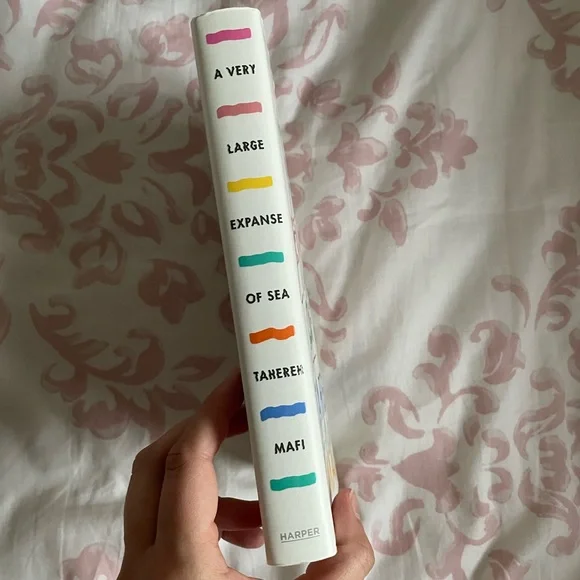 A VERY
LARGE
EXPANSE
OF SEA
TAHEREH
MAFI
HARPER